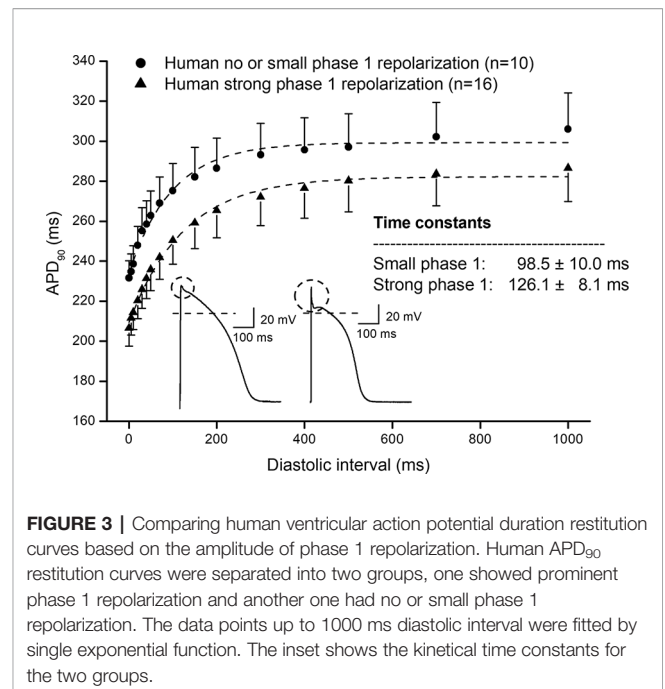 340
320
300
280
260
240
220
200
180
160
APD90 (ms)
Human no or small phase 1 repolarization (n=10)
Human strong phase 1 repolarization (n=16)
Time constants
Small phase 1: 98.5 ± 10.0 ms
Strong phase 1: 126.1 ± 8.1 ms
20 mV
100 ms
20 mV
100 ms
0 200 400 600 800 1000
Diastolic interval (ms)
FIGURE 3 | Comparing human ventricular action potential duration restitution
curves based on the amplitude of phase 1 repolarization. Human APD90
restitution curves were separated into two groups, one showed prominent
phase 1 repolarization and another one had no or small phase 1
repolarization. The data points up to 1000 ms diastolic interval were fitted by
single exponential function. The inset shows the kinetical time constants for
the two groups.